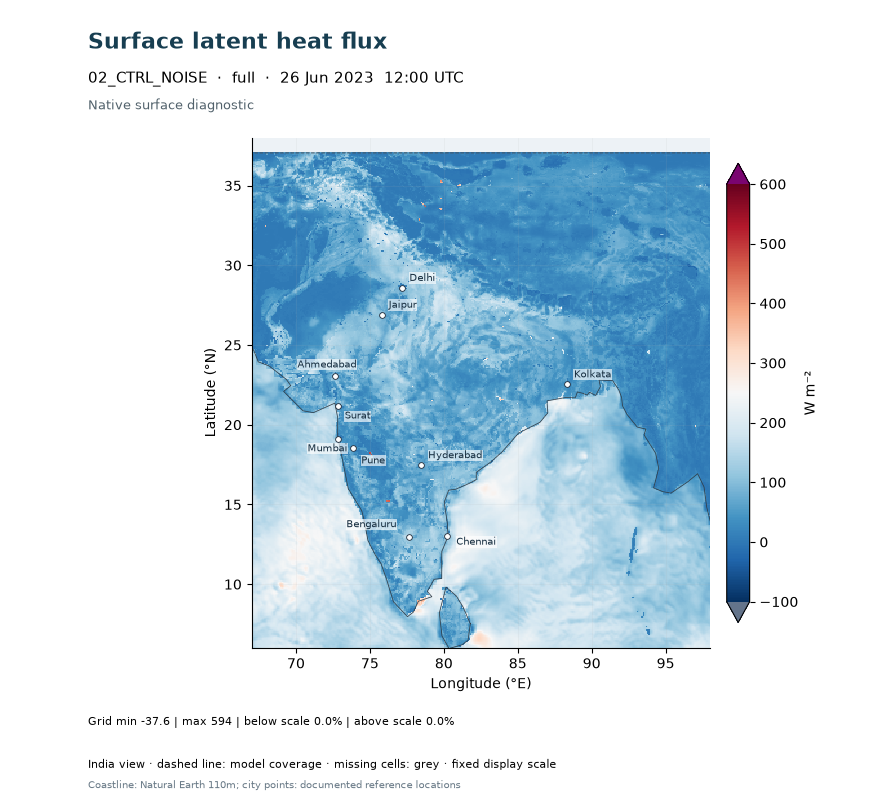 Surface latent heat flux
02_CTRL_NOISE · full · 26 Jun 2023 12:00 UTC
Native surface diagnostic
35
30
25
20
15
10
Latitude (°N)
70
75
80
85
90
95
Longitude (°E)
Delhi
Jaipur
Ahmedabad
Kolkata
Surat
Mumbai
Pune
Hyderabad
Bengaluru
Chennai
600
500
400
300
200
100
0
−100
W m⁻²
Grid min -37.6 | max 594 | below scale 0.0% | above scale 0.0%
India view · dashed line: model coverage · missing cells: grey · fixed display scale
Coastline: Natural Earth 110m; city points: documented reference locations